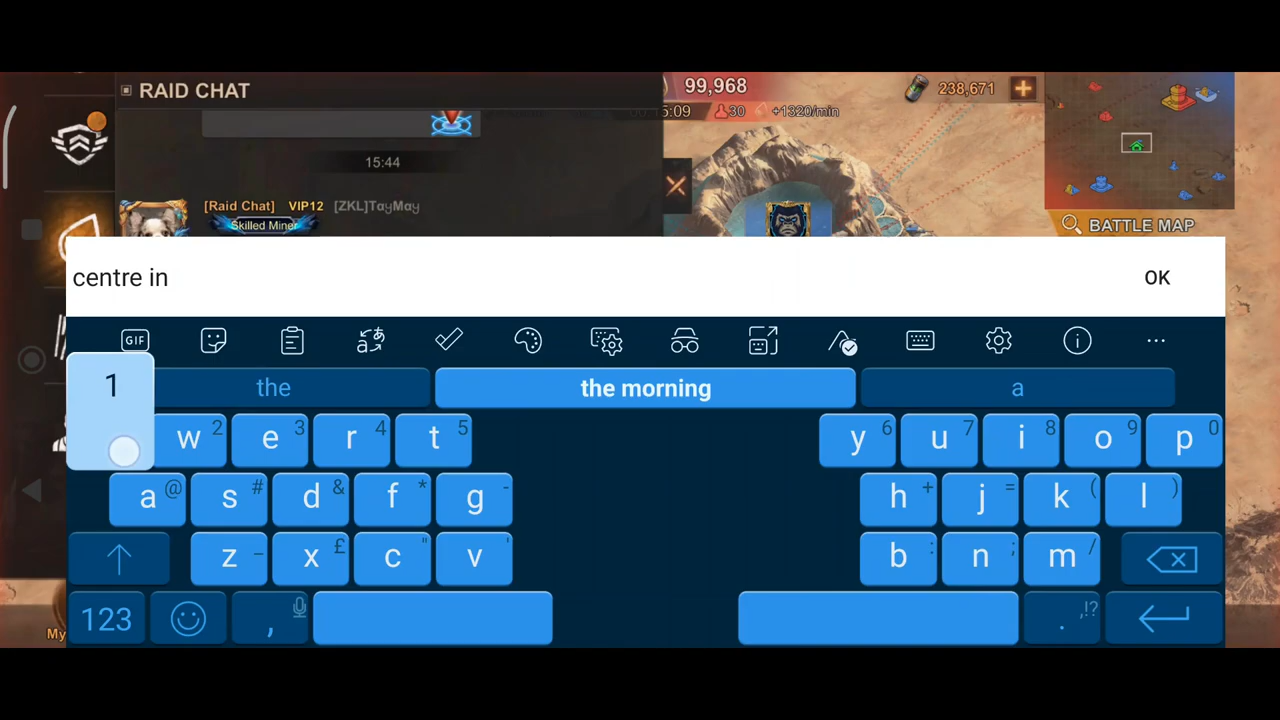 RAID CHAT
99,968
238,671
5:09
30
+1320/min
15:44
[Raid Chat] VIP12 [ZKL]TαyMαy
Skilled Miner
BATTLE MAP
centre in
OK
GIF
the
the morning
a
1
w 2 e 3 r 4 t 5 y 6 u 7 i 8 o 9 p 0
a @ s # d & f * g - h + j = k ( l )
z _ x £ c " v ' b : n ; m /
123 , . ,!?
My